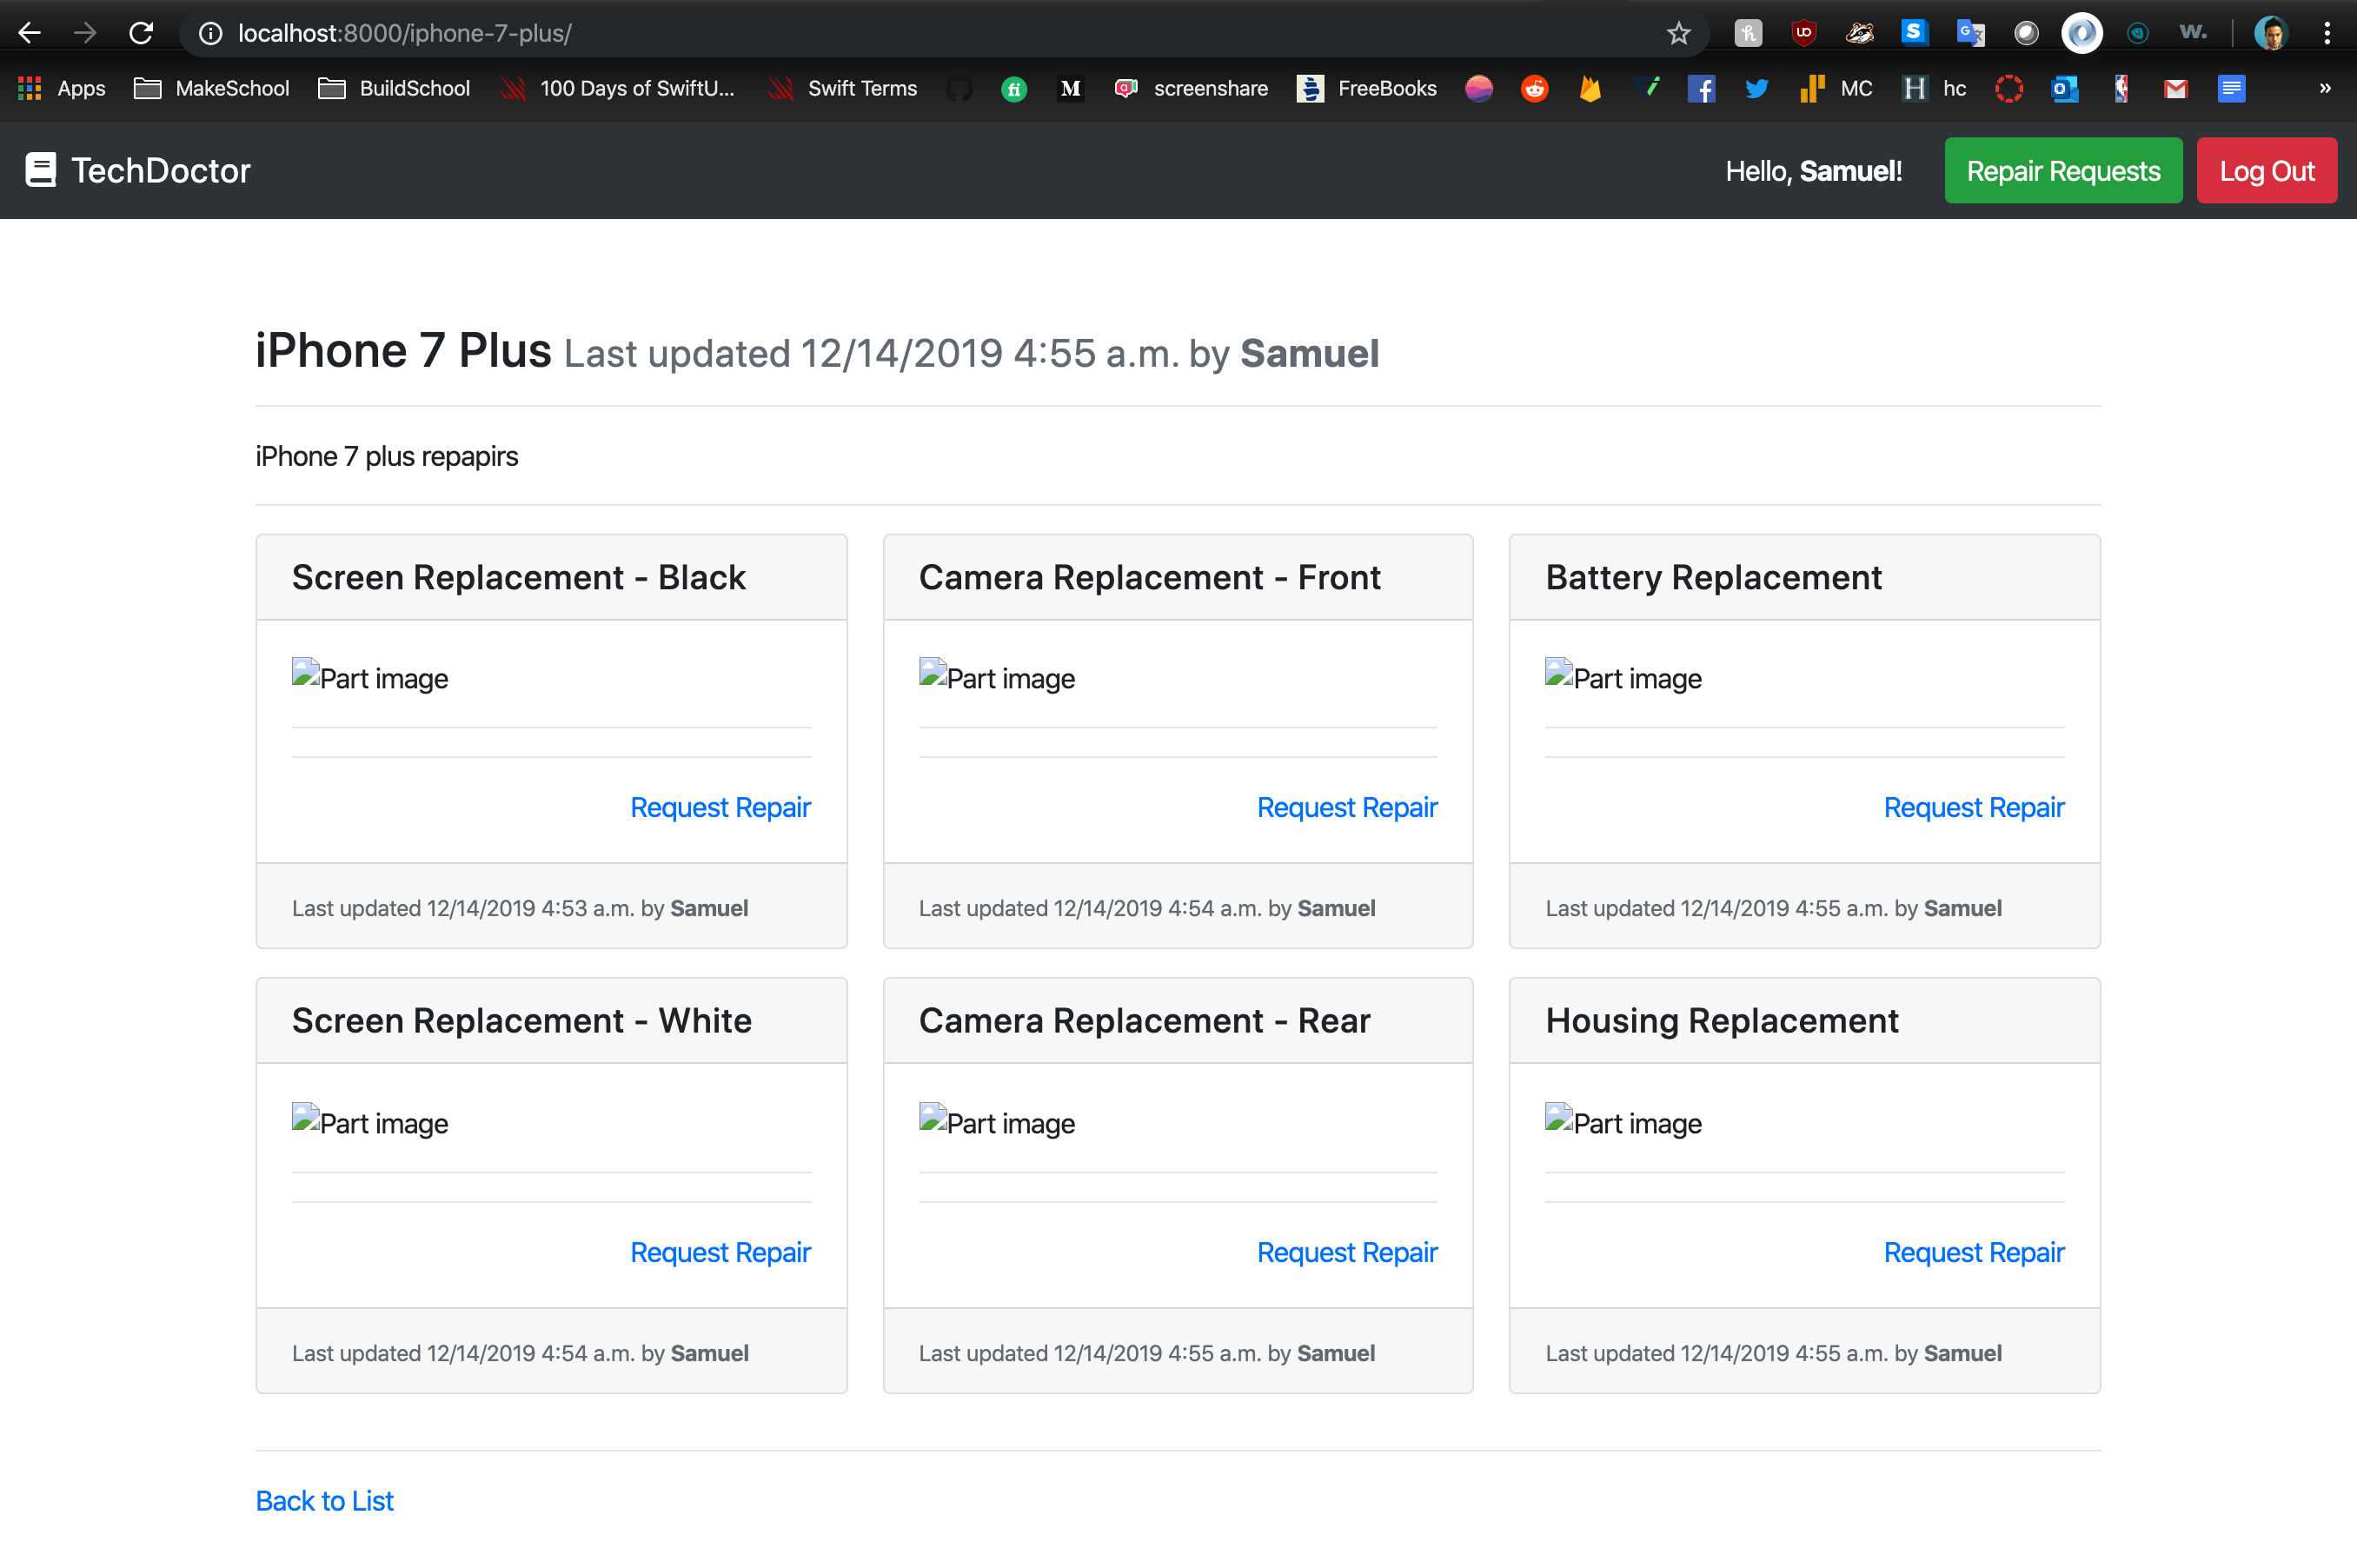 localhost:8000/iphone-7-plus/
Apps MakeSchool BuildSchool 100 Days of SwiftU... Swift Terms fi M screenshare FreeBooks MC H hc »
TechDoctor Hello, Samuel! Repair Requests Log Out
iPhone 7 Plus Last updated 12/14/2019 4:55 a.m. by Samuel
iPhone 7 plus repapirs
Screen Replacement - Black Camera Replacement - Front Battery Replacement
Part image Part image Part image
Request Repair Request Repair Request Repair
Last updated 12/14/2019 4:53 a.m. by Samuel Last updated 12/14/2019 4:54 a.m. by Samuel Last updated 12/14/2019 4:55 a.m. by Samuel
Screen Replacement - White Camera Replacement - Rear Housing Replacement
Part image Part image Part image
Request Repair Request Repair Request Repair
Last updated 12/14/2019 4:54 a.m. by Samuel Last updated 12/14/2019 4:55 a.m. by Samuel Last updated 12/14/2019 4:55 a.m. by Samuel
Back to List